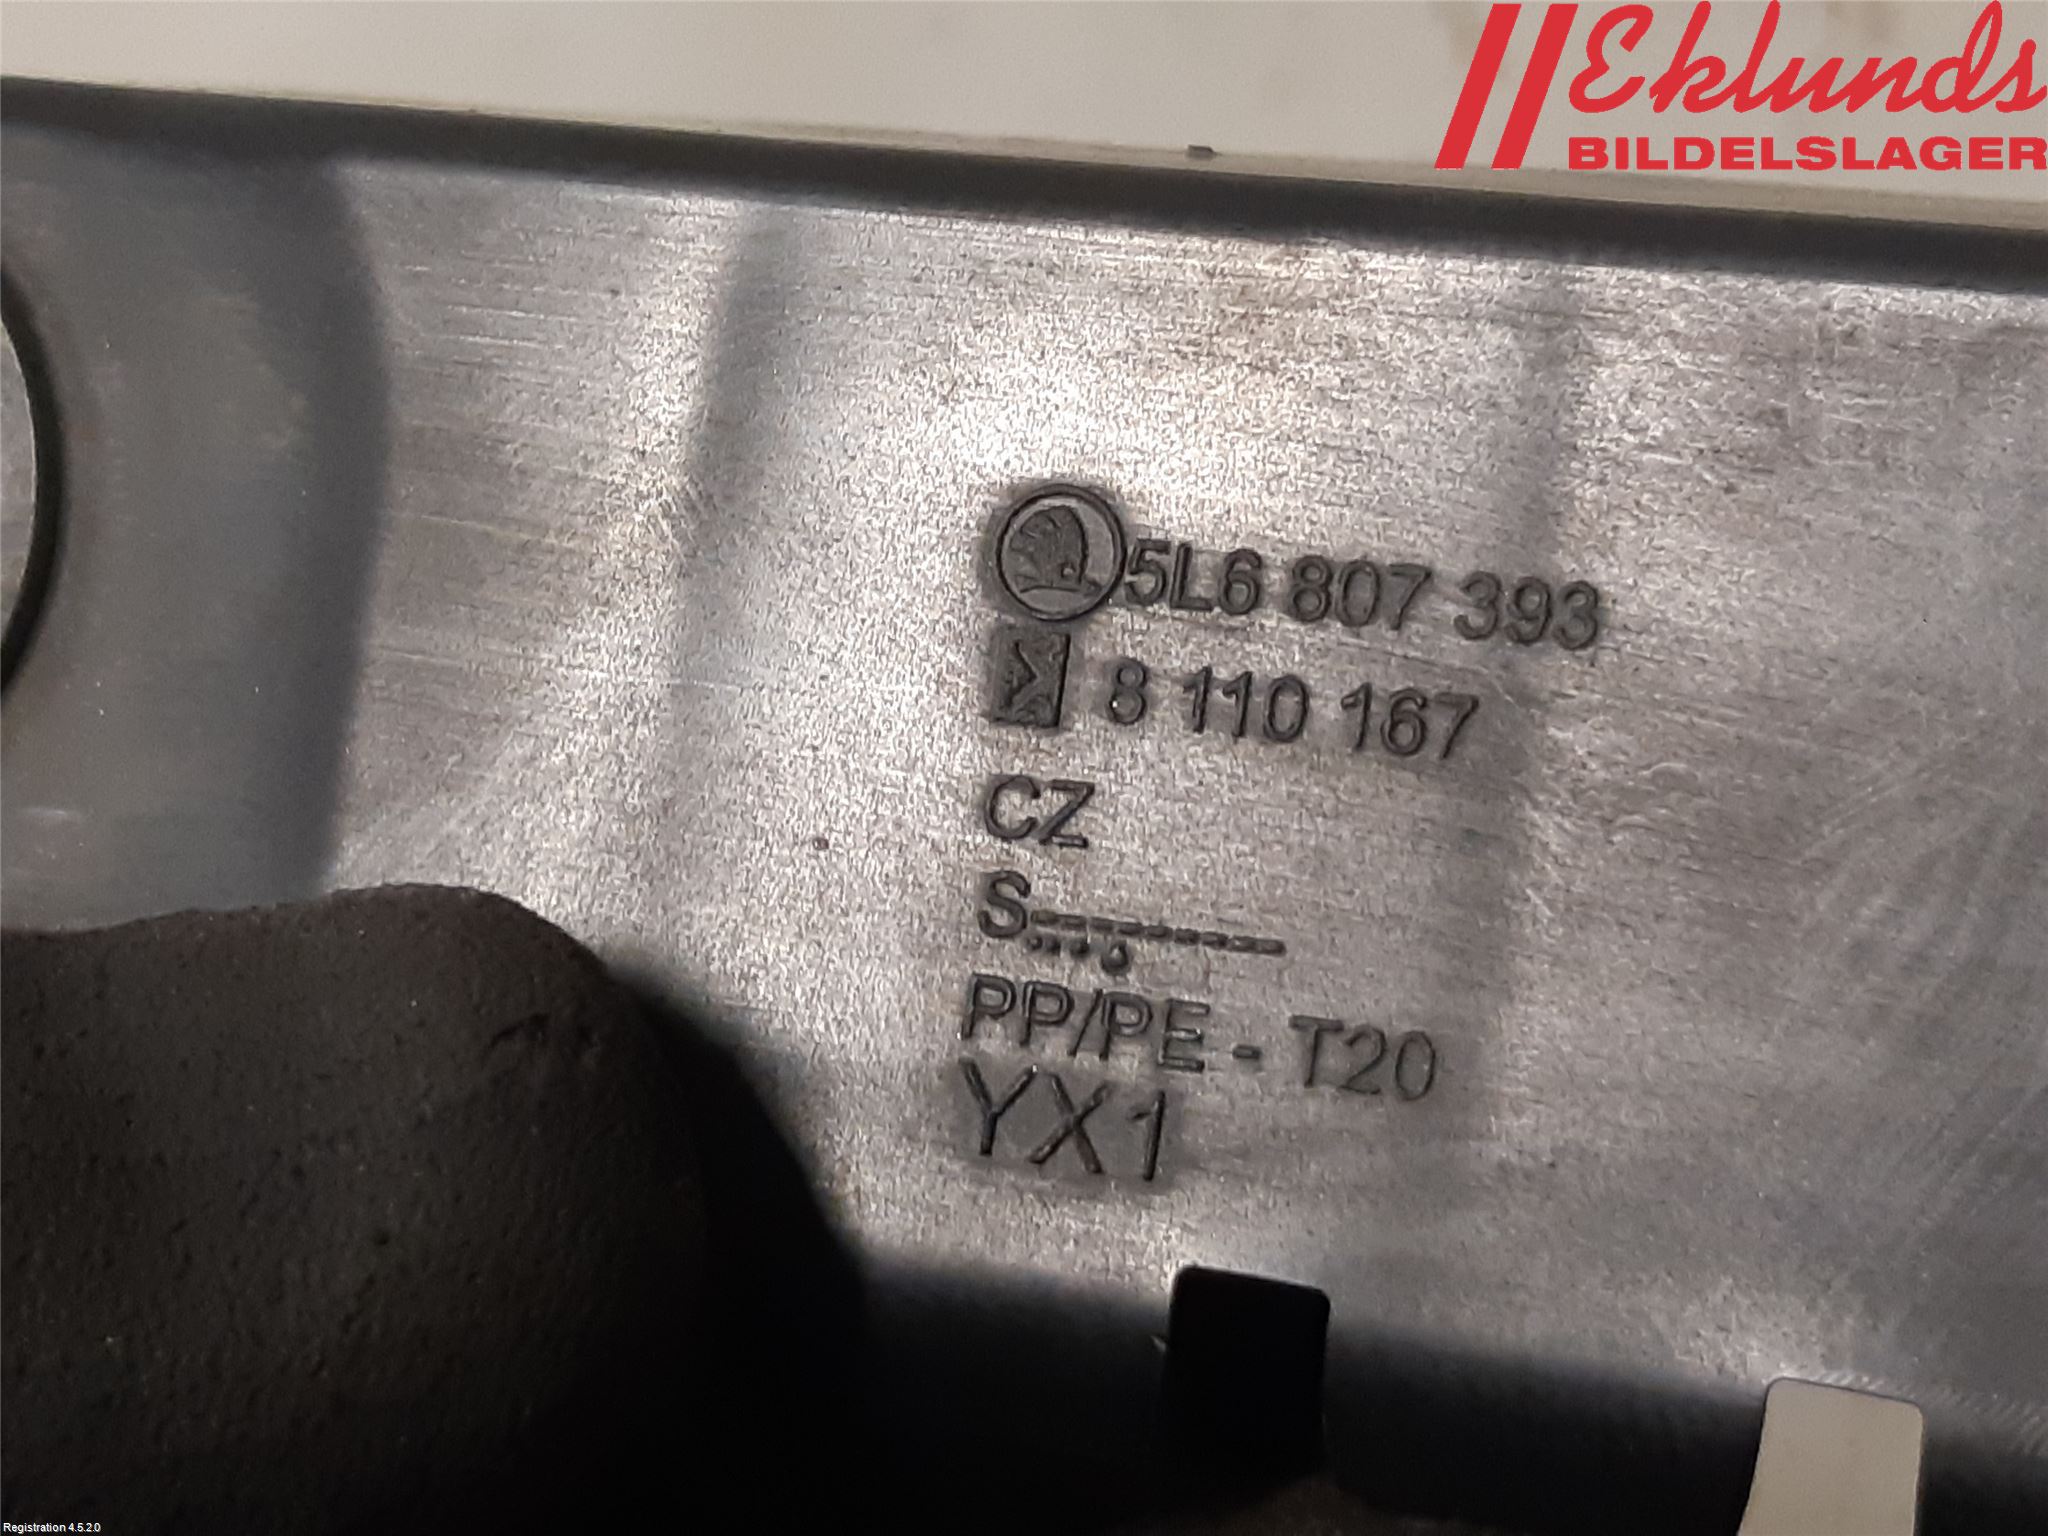 Eklunds
BILDELSLAGER
5L6 807 393
8 110 167
CZ
S
PP/PE - T20
YX1
Registration 4.5.2.0